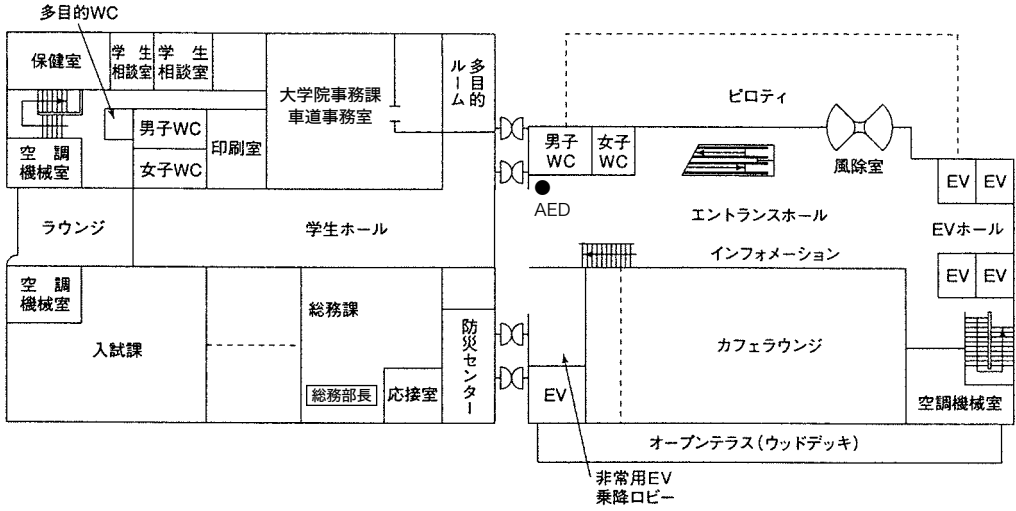 多目的WC
保健室
学生
相談室
学生
相談室
大学院事務課
車道事務室
多目的
ルーム
ピロティ
男子WC
女子WC
印刷室
空調
機械室
男子
WC
女子
WC
風除室
EV
EV
AED
ラウンジ
学生ホール
エントランスホール
EVホール
インフォメーション
空調
機械室
総務課
EV
EV
入試課
防災センター
カフェラウンジ
総務部長
応接室
EV
空調機械室
オープンテラス(ウッドデッキ)
非常用EV
乗降ロビー